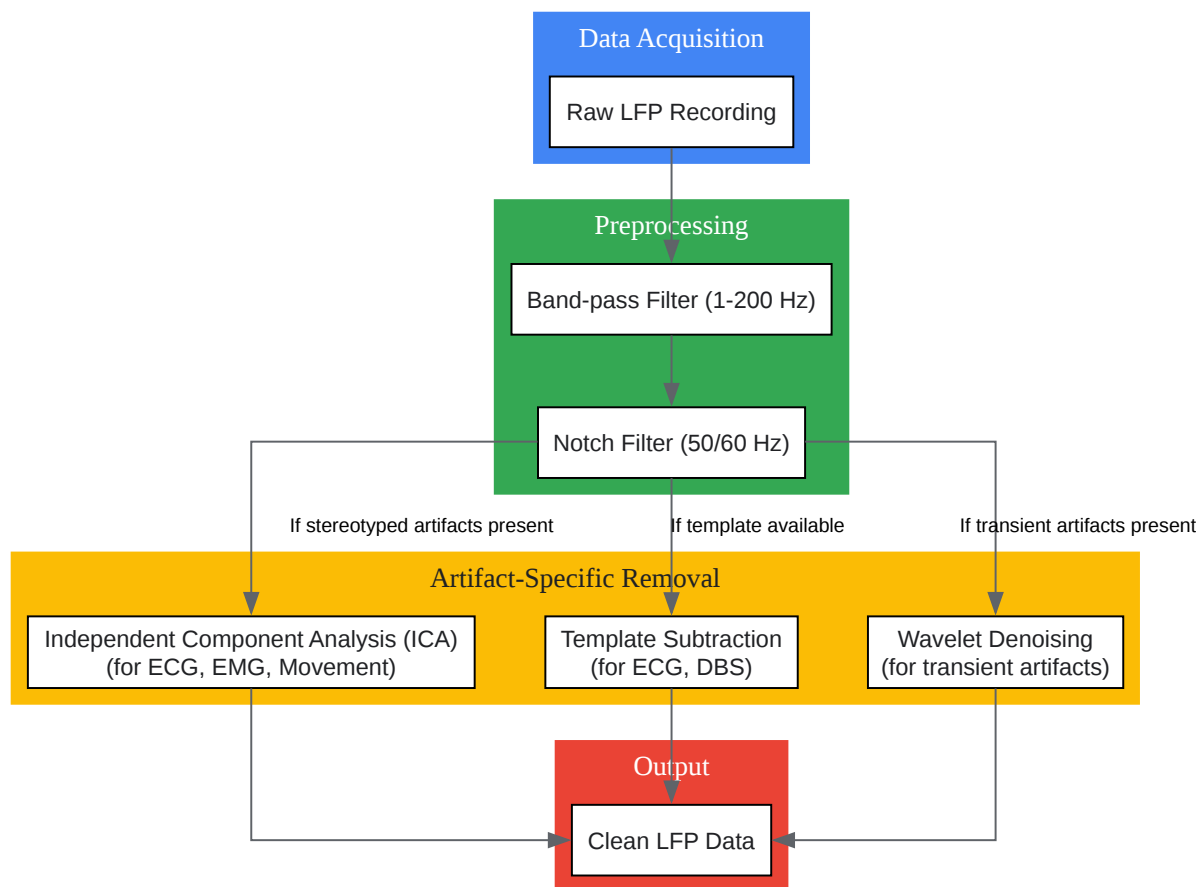 Data Acquisition
Raw LFP Recording
Preprocessing
Band-pass Filter (1-200 Hz)
Notch Filter (50/60 Hz)
If stereotyped artifacts present
If template available
If transient artifacts present
Artifact-Specific Removal
Independent Component Analysis (ICA)
(for ECG, EMG, Movement)
Template Subtraction
(for ECG, DBS)
Wavelet Denoising
(for transient artifacts)
Output
Clean LFP Data